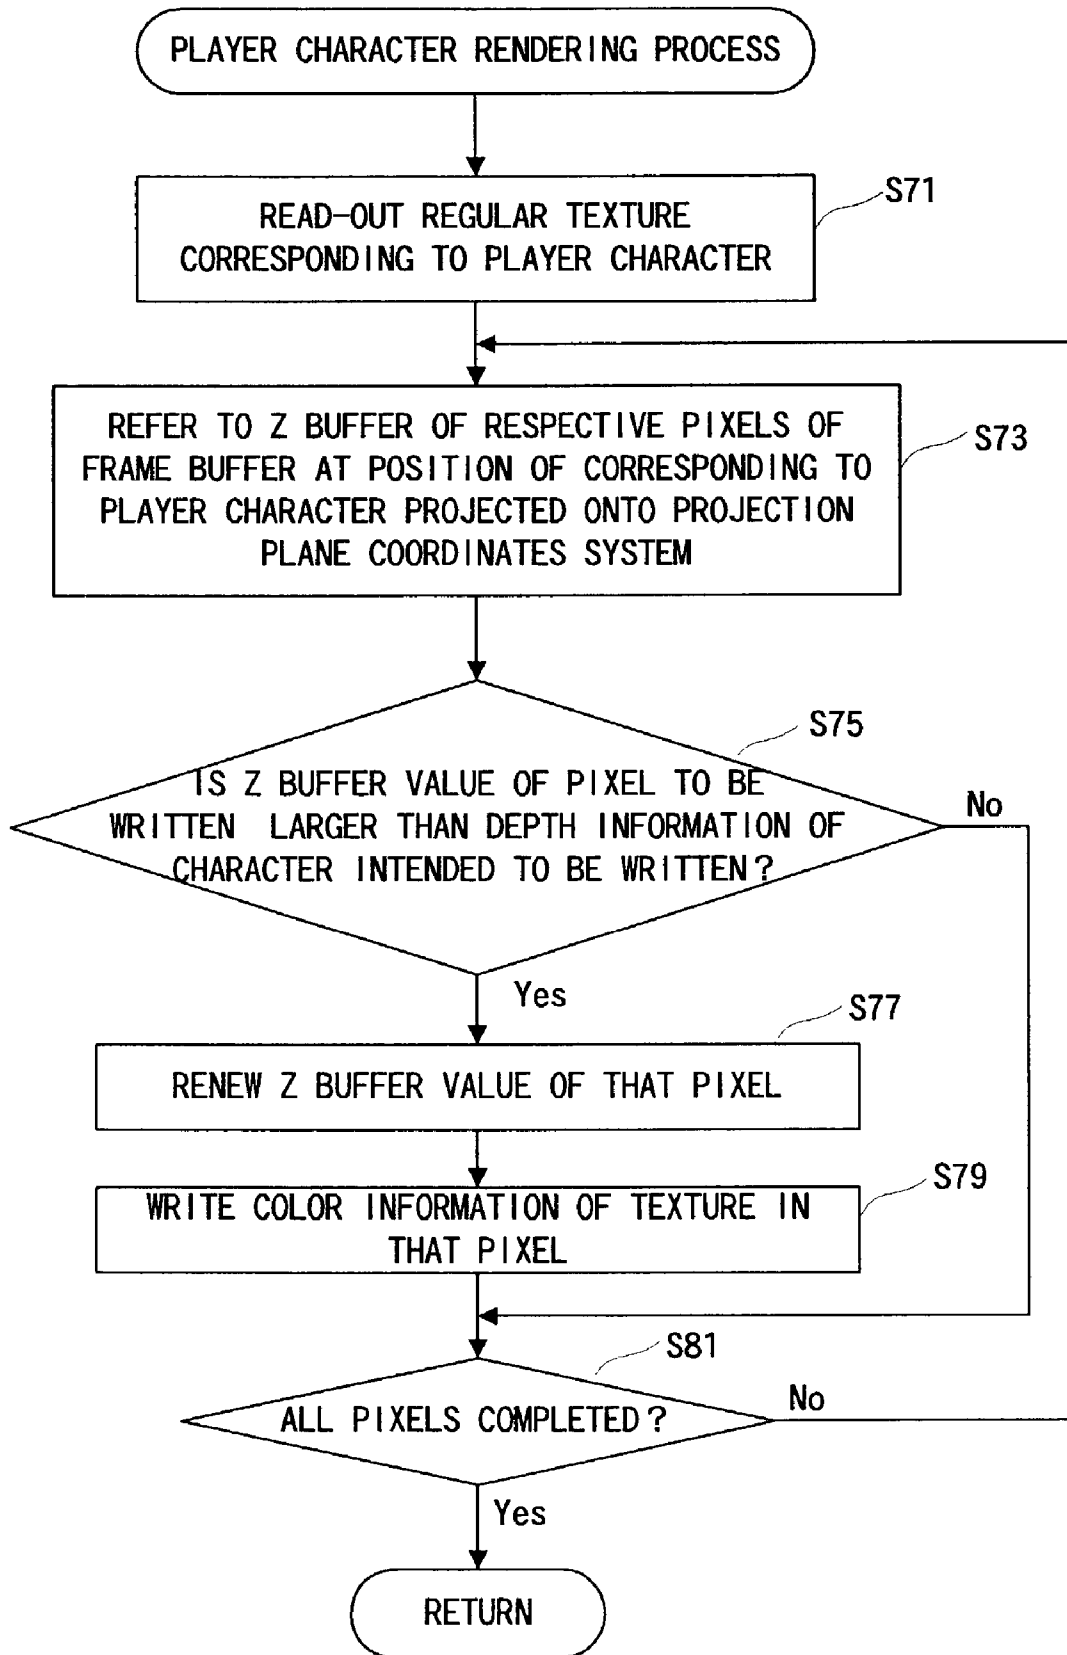 PLAYER CHARACTER RENDERING PROCESS
S71
READ-OUT REGULAR TEXTURE
CORRESPONDING TO PLAYER CHARACTER
S73
REFER TO Z BUFFER OF RESPECTIVE PIXELS OF
FRAME BUFFER AT POSITION OF CORRESPONDING TO
PLAYER CHARACTER PROJECTED ONTO PROJECTION
PLANE COORDINATES SYSTEM
S75
IS Z BUFFER VALUE OF PIXEL TO BE
WRITTEN LARGER THAN DEPTH INFORMATION OF
CHARACTER INTENDED TO BE WRITTEN?
No
Yes
S77
RENEW Z BUFFER VALUE OF THAT PIXEL
S79
WRITE COLOR INFORMATION OF TEXTURE IN
THAT PIXEL
S81
ALL PIXELS COMPLETED?
No
Yes
RETURN